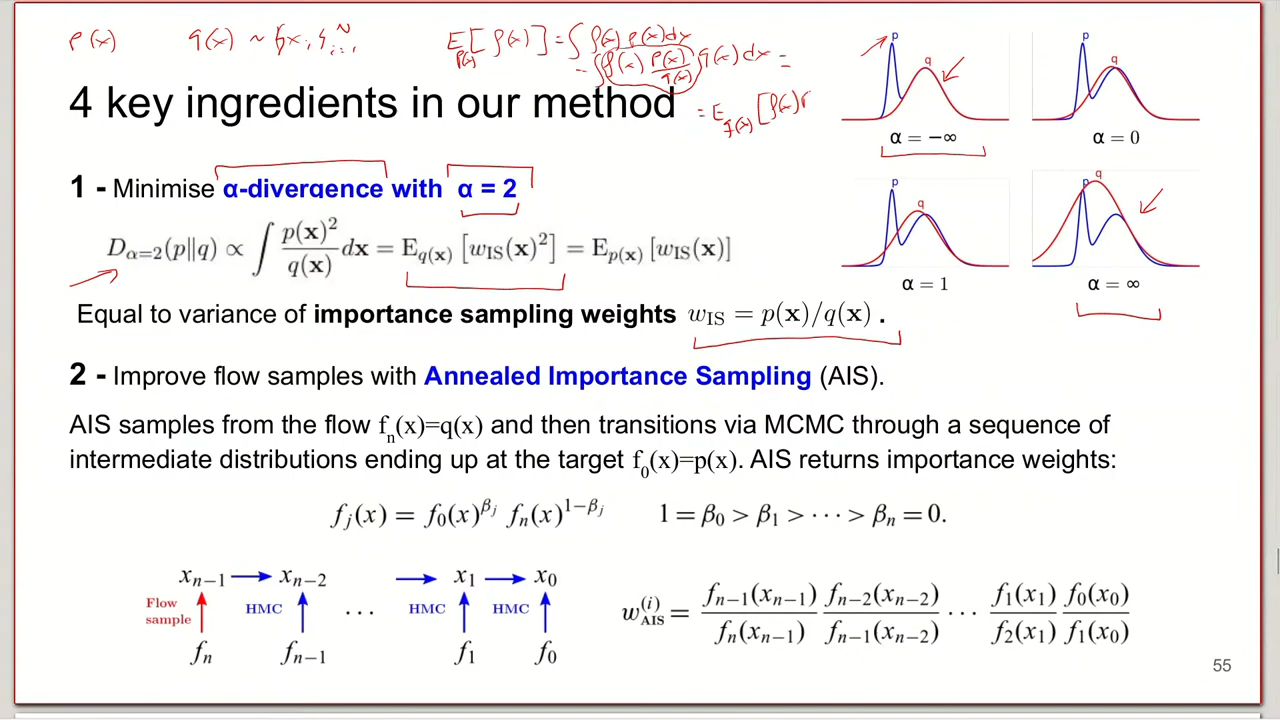 p(x) q(x) ~ {x_i}_{i=1}^N E_{p(x)}[f(x)] = ∫ f(x) p(x) dx
= ∫ f(x) p(x)/q(x) q(x) dx =
4 key ingredients in our method
= E_{q(x)} [f(x)
p q
α = −∞
p q
α = 0
1 - Minimise α-divergence with α = 2
D_{α=2}(p‖q) ∝ ∫ p(x)²/q(x) dx = E_{q(x)} [w_IS(x)²] = E_{p(x)} [w_IS(x)]
p q
α = 1
p q
α = ∞
Equal to variance of importance sampling weights w_IS = p(x)/q(x) .
2 - Improve flow samples with Annealed Importance Sampling (AIS).
AIS samples from the flow f_n(x)=q(x) and then transitions via MCMC through a sequence of
intermediate distributions ending up at the target f_0(x)=p(x). AIS returns importance weights:
f_j(x) = f_0(x)^{β_j} f_n(x)^{1−β_j} 1 = β_0 > β_1 > ··· > β_n = 0.
x_{n−1} x_{n−2} x_1 x_0
Flow sample HMC ··· HMC HMC
f_n f_{n−1} f_1 f_0
w_AIS^{(i)} = f_{n−1}(x_{n−1})/f_n(x_{n−1}) f_{n−2}(x_{n−2})/f_{n−1}(x_{n−2}) ··· f_1(x_1)/f_2(x_1) f_0(x_0)/f_1(x_0)
55